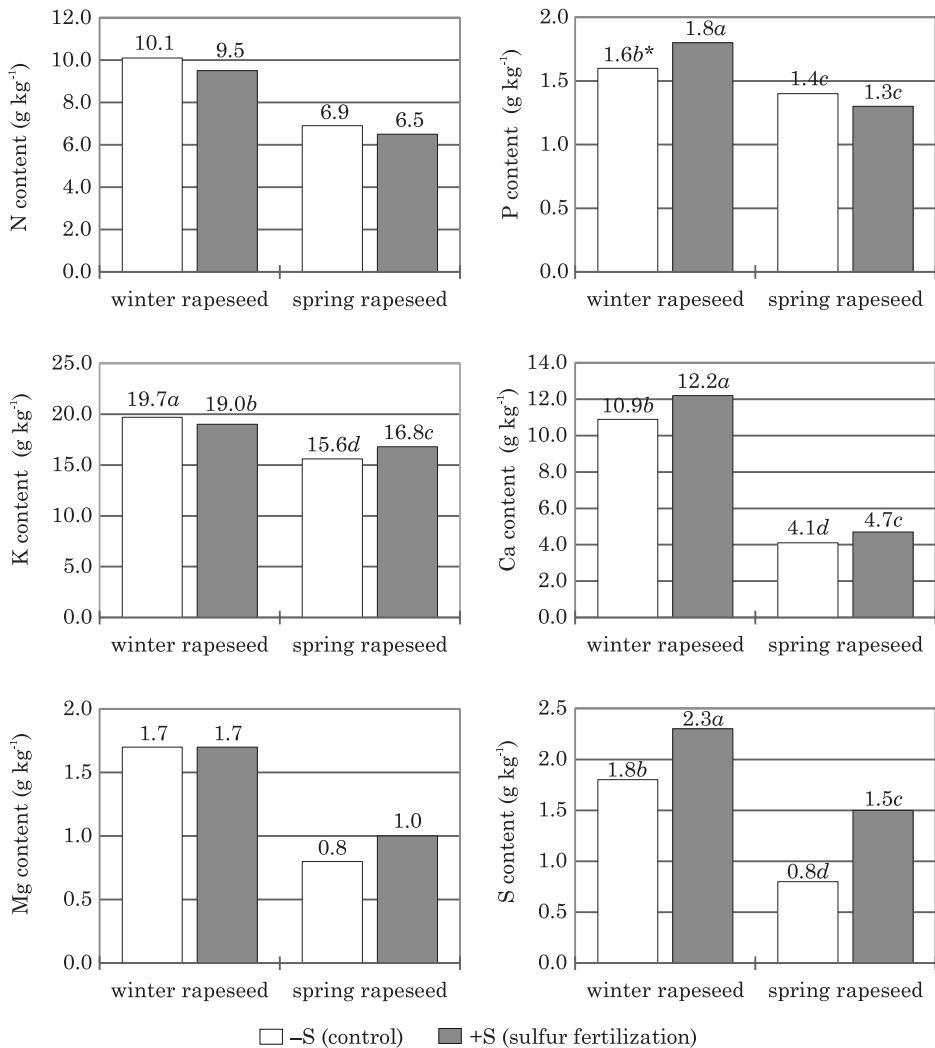 N content (g kg⁻¹)
12.0
10.0
8.0
6.0
4.0
2.0
0.0
10.1
9.5
6.9
6.5
winter rapeseed
spring rapeseed
P content (g kg⁻¹)
2.0
1.5
1.0
0.5
0.0
1.6b*
1.8a
1.4c
1.3c
winter rapeseed
spring rapeseed
K content (g kg⁻¹)
25.0
20.0
15.0
10.0
5.0
0.0
19.7a
19.0b
15.6d
16.8c
winter rapeseed
spring rapeseed
Ca content (g kg⁻¹)
14.0
12.0
10.0
8.0
6.0
4.0
2.0
0.0
10.9b
12.2a
4.1d
4.7c
winter rapeseed
spring rapeseed
Mg content (g kg⁻¹)
2.0
1.5
1.0
0.5
0.0
1.7
1.7
0.8
1.0
winter rapeseed
spring rapeseed
S content (g kg⁻¹)
2.5
2.0
1.5
1.0
0.5
0.0
1.8b
2.3a
0.8d
1.5c
winter rapeseed
spring rapeseed
–S (control)
+S (sulfur fertilization)